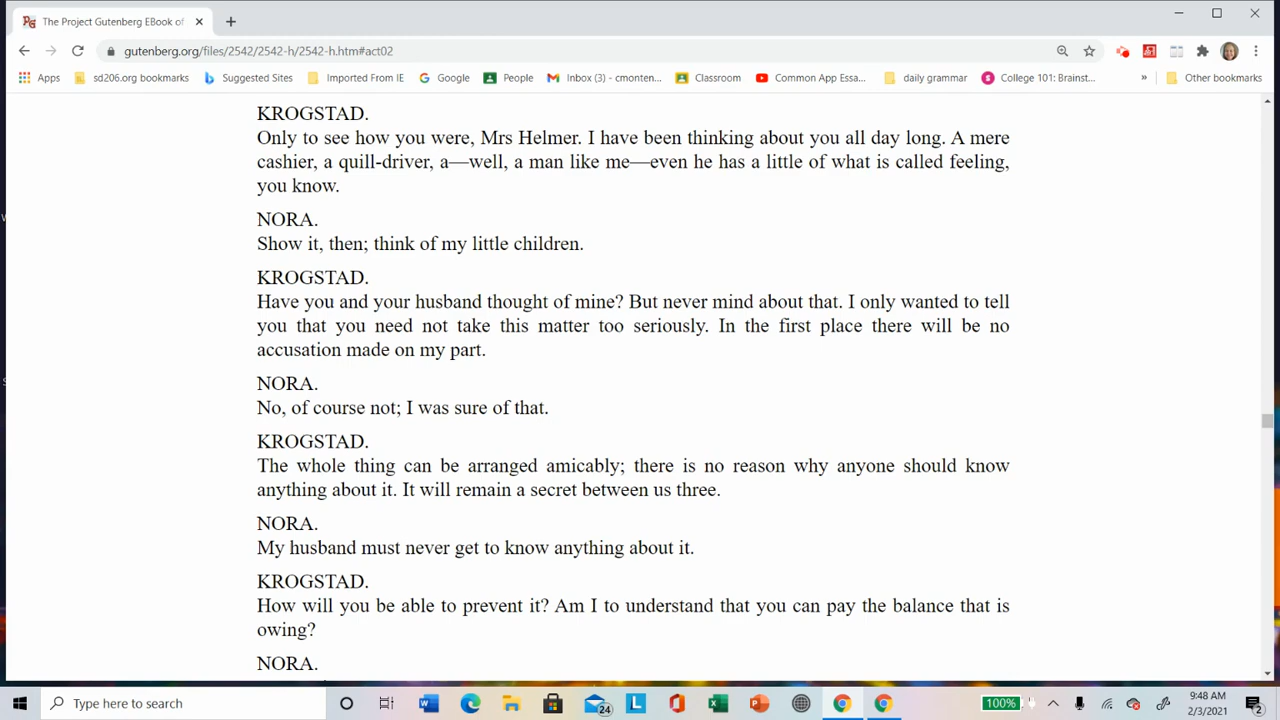 The Project Gutenberg EBook of
gutenberg.org/files/2542/2542-h/2542-h.htm#act02
Apps sd206.org bookmarks Suggested Sites Imported From IE Google People Inbox (3) - cmonten... Classroom Common App Essa... daily grammar College 101: Brainst... » Other bookmarks
KROGSTAD.
Only to see how you were, Mrs Helmer. I have been thinking about you all day long. A mere
cashier, a quill-driver, a—well, a man like me—even he has a little of what is called feeling,
you know.
NORA.
Show it, then; think of my little children.
KROGSTAD.
Have you and your husband thought of mine? But never mind about that. I only wanted to tell
you that you need not take this matter too seriously. In the first place there will be no
accusation made on my part.
NORA.
No, of course not; I was sure of that.
KROGSTAD.
The whole thing can be arranged amicably; there is no reason why anyone should know
anything about it. It will remain a secret between us three.
NORA.
My husband must never get to know anything about it.
KROGSTAD.
How will you be able to prevent it? Am I to understand that you can pay the balance that is
owing?
NORA.
Type here to search
24
100%
9:48 AM
2/3/2021
2